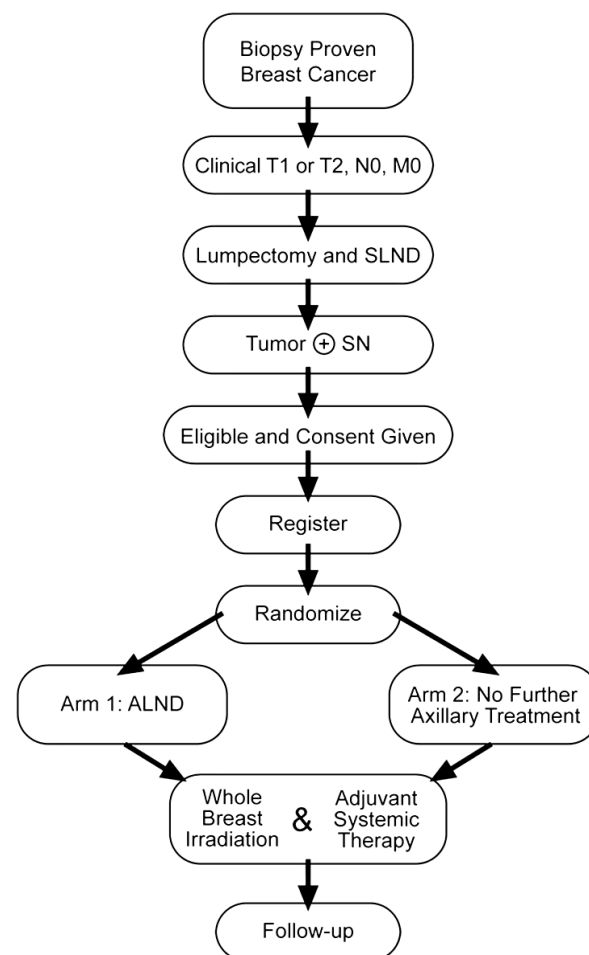 Biopsy Proven
Breast Cancer
Clinical T1 or T2, N0, M0
Lumpectomy and SLND
Tumor ⊕ SN
Eligible and Consent Given
Register
Randomize
Arm 1: ALND
Arm 2: No Further
Axillary Treatment
Whole
Breast
Irradiation
&
Adjuvant
Systemic
Therapy
Follow-up